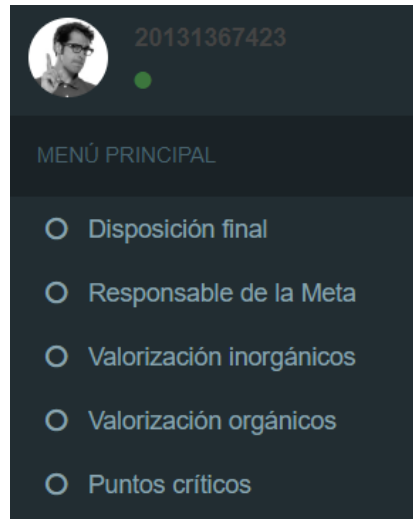 20131367423
MENÚ PRINCIPAL
Disposición final
Responsable de la Meta
Valorización inorgánicos
Valorización orgánicos
Puntos críticos